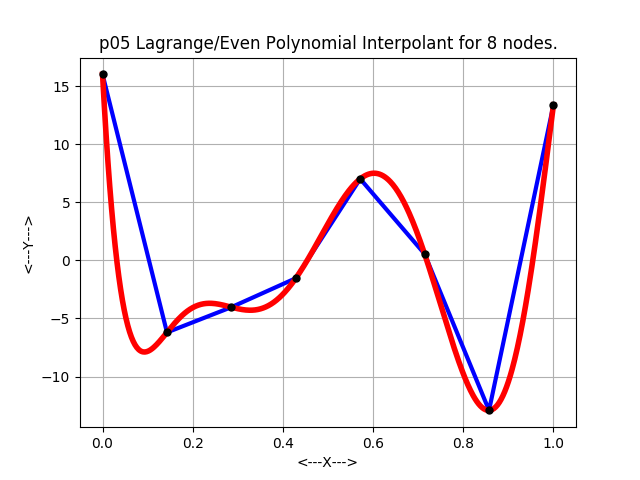 p05 Lagrange/Even Polynomial Interpolant for 8 nodes.
15
10
5
0
−5
−10
<---Y--->
0.0 0.2 0.4 0.6 0.8 1.0
<---X--->